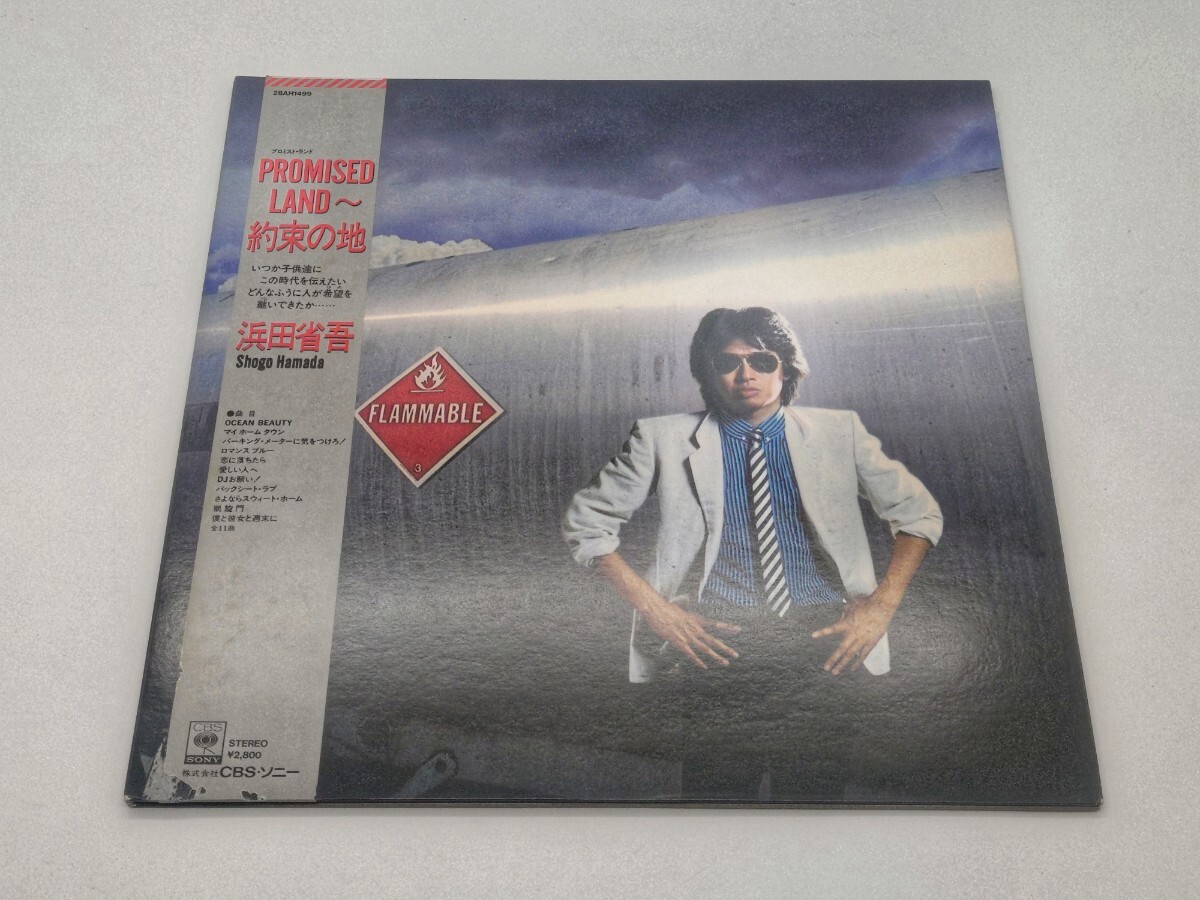 28AH1499
プロミスト・ランド
PROMISED
LAND～
約束の地
いつか子供達に
この時代を伝えたい
どんなふうに人が希望を
継いできたか……
浜田省吾
Shogo Hamada
●曲目
OCEAN BEAUTY
マイ ホーム タウン
パーキング・メーターに気をつけろ！
ロマンス ブルー
恋に落ちたら
愛しい人へ
DJお願い！
バックシート・ラブ
さよならスウィート・ホーム
凱旋門
僕と彼女と週末に
全11曲
CBS
SONY
STEREO
¥2,800
株式会社CBS・ソニー
FLAMMABLE
3